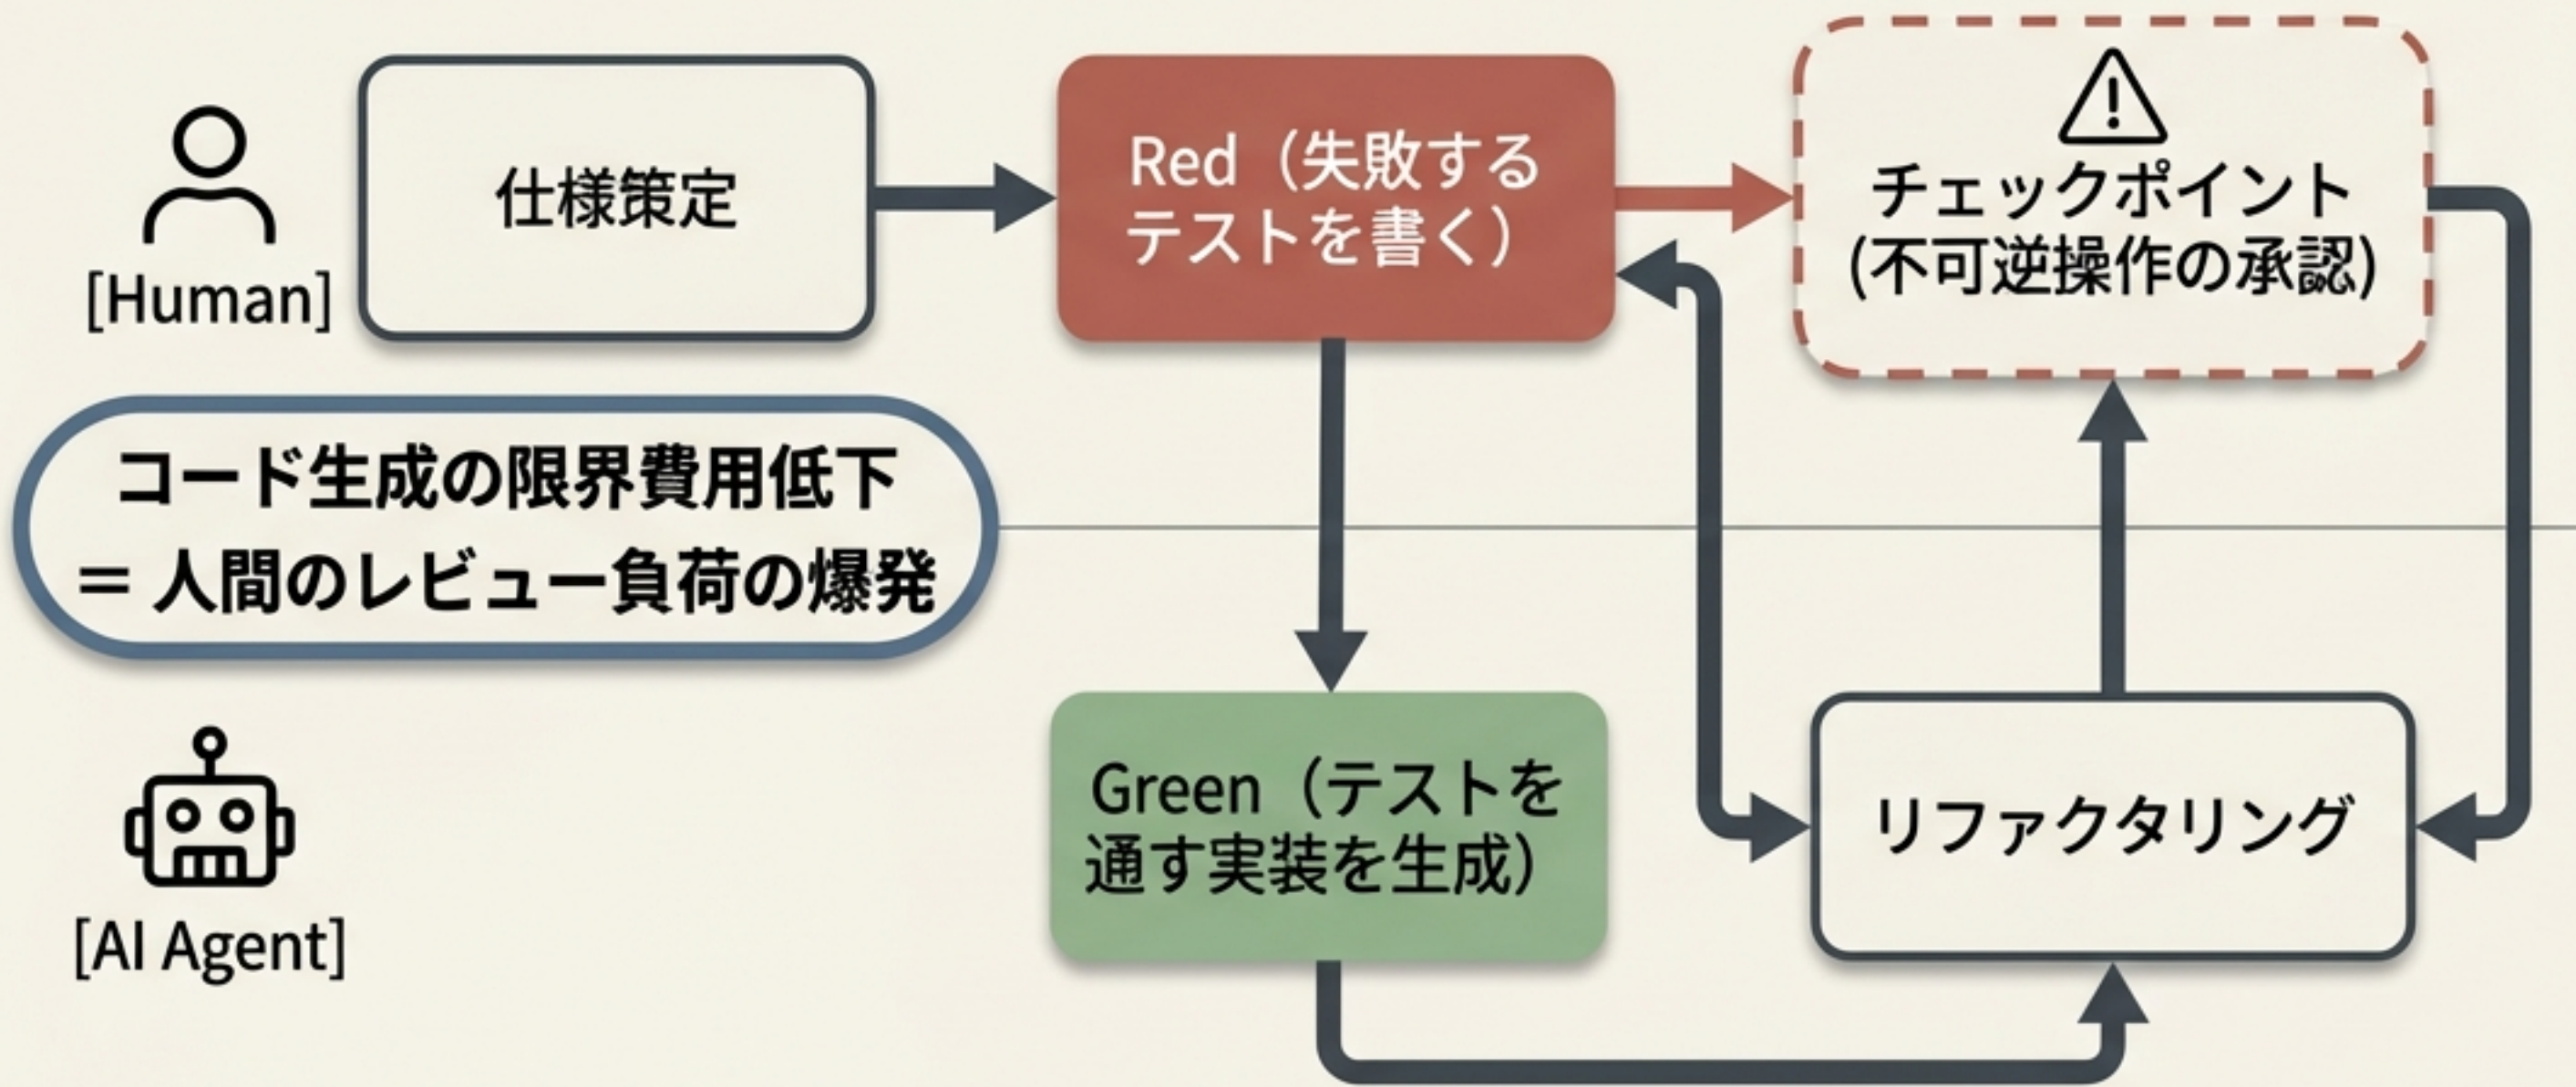 [Human]
仕様策定
Red（失敗する
テストを書く）
チェックポイント
(不可逆操作の承認)
コード生成の限界費用低下
= 人間のレビュー負荷の爆発
[AI Agent]
Green（テストを
通す実装を生成）
リファクタリング